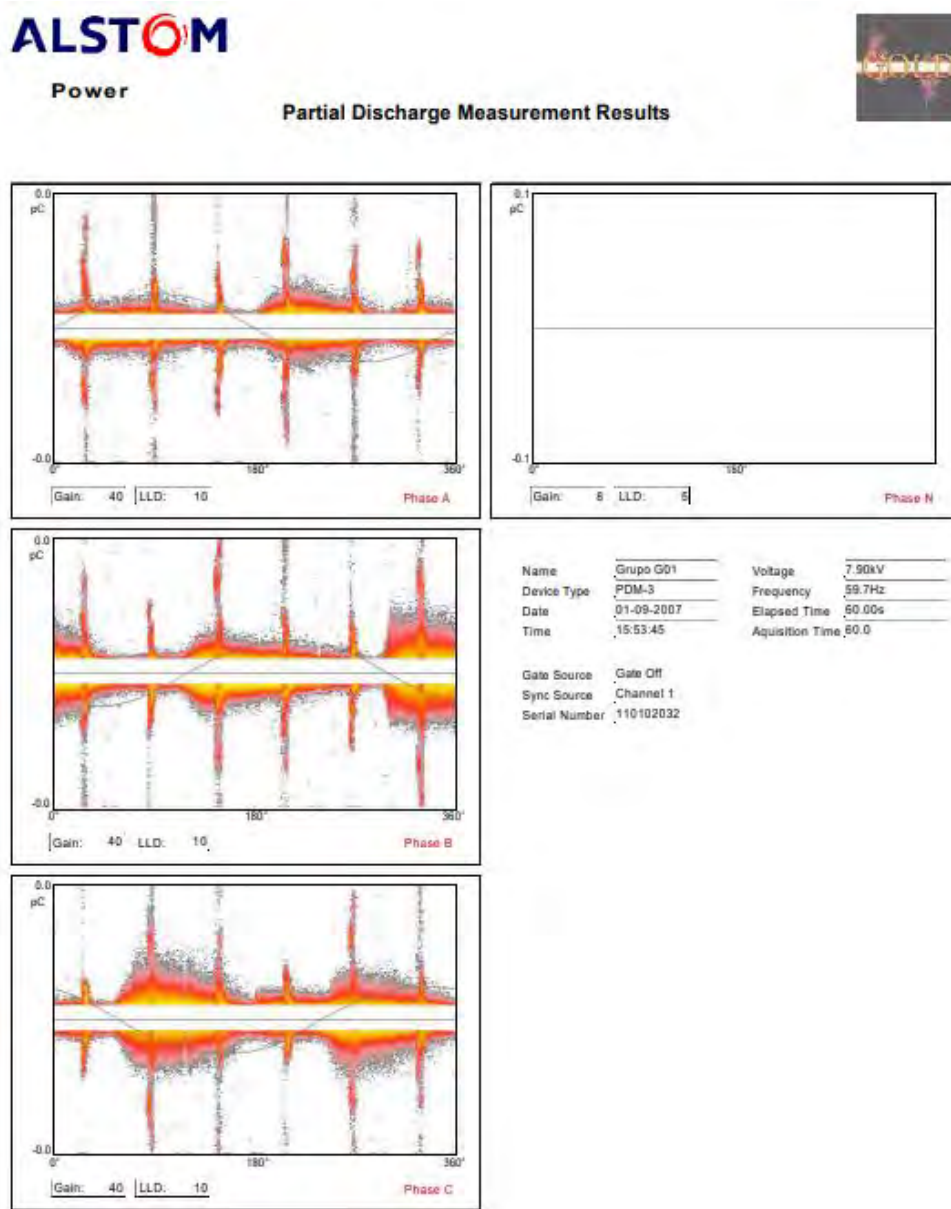 ALSTOM
Power
GOLD
Partial Discharge Measurement Results
0.0
pC
-0.0
0°
180°
360°
Gain: 40 LLD: 10
Phase A
0.1
pC
-0.1
0°
180°
Gain: 6 LLD: 5
Phase N
0.0
pC
-0.0
0°
180°
360°
Gain: 40 LLD: 10
Phase B
Name Grupo G01
Device Type PDM-3
Date 01-09-2007
Time 15:53:45
Voltage 7.90kV
Frequency 59.7Hz
Elapsed Time 60.00s
Aquisition Time 60.0
Gate Source Gate Off
Sync Source Channel 1
Serial Number 110102032
0.0
pC
-0.0
0°
180°
360°
Gain: 40 LLD: 10
Phase C